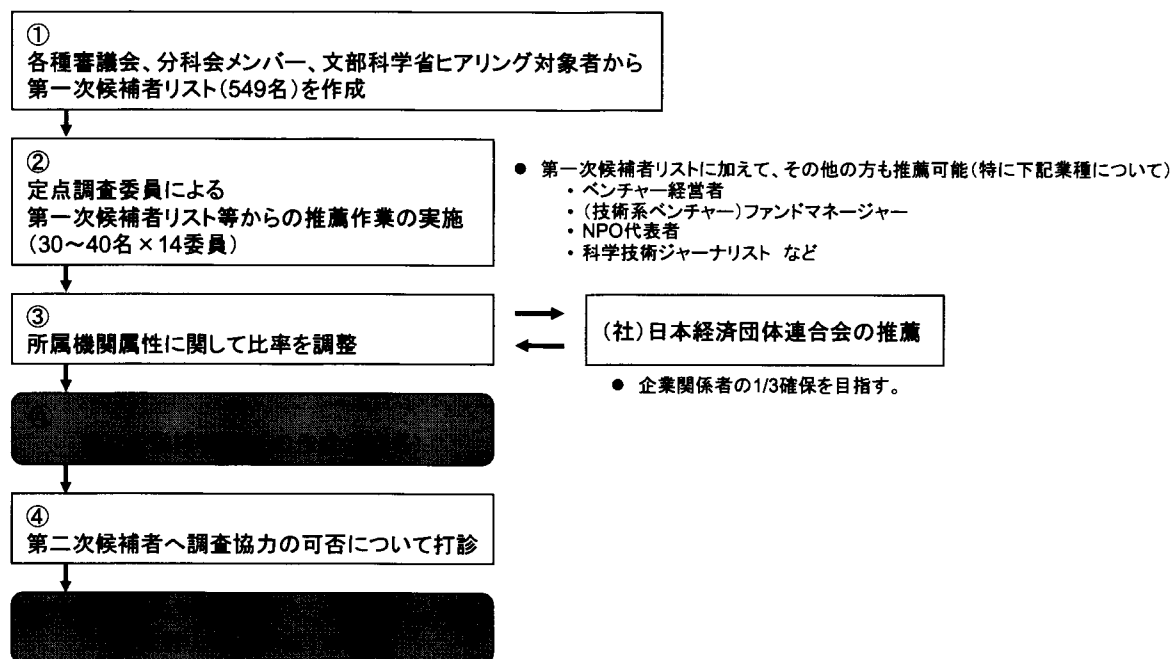 ①
各種審議会、分科会メンバー、文部科学省ヒアリング対象者から
第一次候補者リスト(549名)を作成
②
定点調査委員による
第一次候補者リスト等からの推薦作業の実施
(30～40名×14委員)
● 第一次候補者リストに加えて、その他の方も推薦可能(特に下記業種について)
・ベンチャー経営者
・(技術系ベンチャー)ファンドマネージャー
・NPO代表者
・科学技術ジャーナリスト など
③
所属機関属性に関して比率を調整
(社)日本経済団体連合会の推薦
● 企業関係者の1/3確保を目指す。
④
第二次候補者へ調査協力の可否について打診